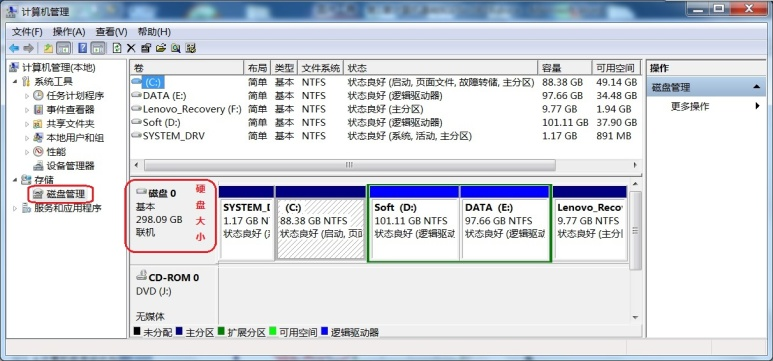 计算机管理
文件(F) 操作(A) 查看(V) 帮助(H)
计算机管理(本地)
系统工具
任务计划程序
事件查看器
共享文件夹
本地用户和组
性能
设备管理器
存储
磁盘管理
服务和应用程序
卷 布局 类型 文件系统 状态 容量 可用空间
(C:) 简单 基本 NTFS 状态良好 (启动, 页面文件, 故障转储, 主分区) 88.38 GB 49.14 GB
DATA (E:) 简单 基本 NTFS 状态良好 (逻辑驱动器) 97.66 GB 34.48 GB
Lenovo_Recovery (F:) 简单 基本 NTFS 状态良好 (主分区) 9.77 GB 1.94 GB
Soft (D:) 简单 基本 NTFS 状态良好 (逻辑驱动器) 101.11 GB 37.90 GB
SYSTEM_DRV 简单 基本 NTFS 状态良好 (系统, 活动, 主分区) 1.17 GB 891 MB
磁盘 0
基本
298.09 GB
联机
硬
盘
大
小
SYSTEM_I
1.17 GB N
状态良好 (
(C:)
88.38 GB NTFS
状态良好 (启动, 页面
Soft (D:)
101.11 GB NTFS
状态良好 (逻辑驱动
DATA (E:)
97.66 GB NTFS
状态良好 (逻辑驱动
Lenovo_Reco
9.77 GB NTFS
状态良好 (主分
CD-ROM 0
DVD (J:)
无媒体
未分配 主分区 扩展分区 可用空间 逻辑驱动器
操作
磁盘管理
更多操作